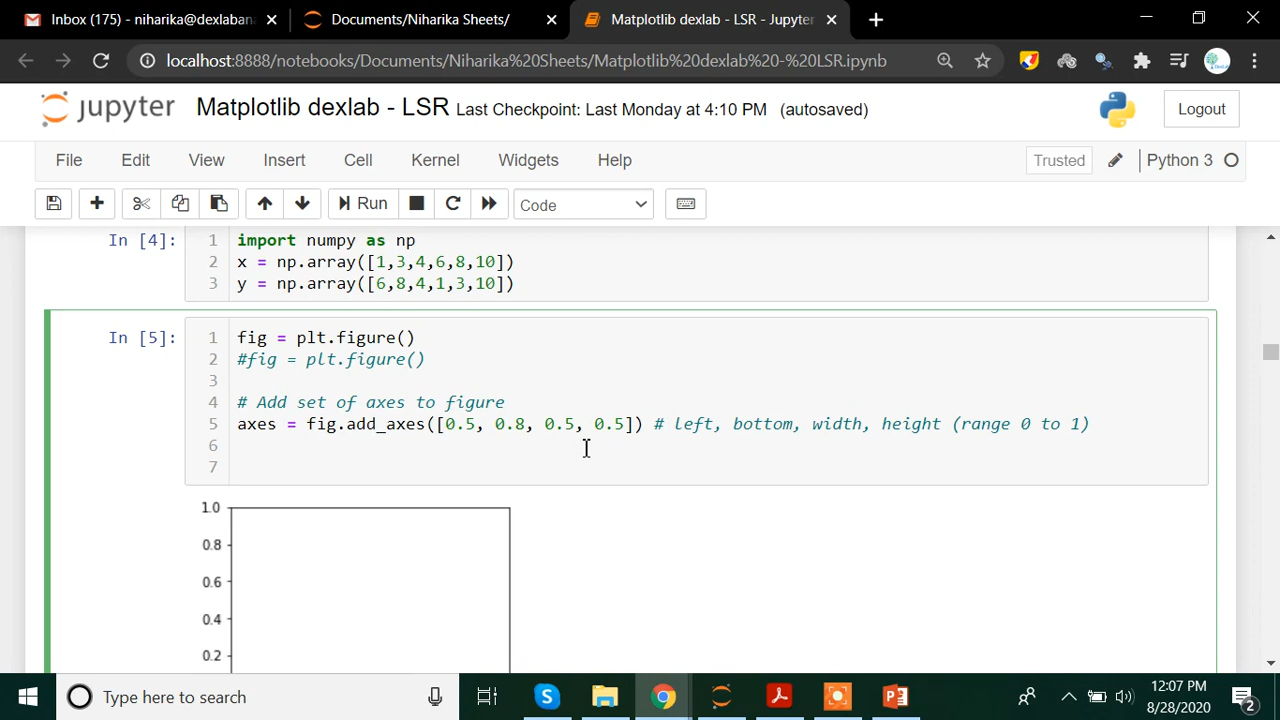 Inbox (175) - niharika@dexlabana
Documents/Niharika Sheets/
Matplotlib dexlab - LSR - Jupyter
localhost:8888/notebooks/Documents/Niharika%20Sheets/Matplotlib%20dexlab%20-%20LSR.ipynb
jupyter Matplotlib dexlab - LSR Last Checkpoint: Last Monday at 4:10 PM (autosaved) Logout
File Edit View Insert Cell Kernel Widgets Help Trusted Python 3
Run Code
In [4]: 1 import numpy as np
2 x = np.array([1,3,4,6,8,10])
3 y = np.array([6,8,4,1,3,10])
In [5]: 1 fig = plt.figure()
2 #fig = plt.figure()
3
4 # Add set of axes to figure
5 axes = fig.add_axes([0.5, 0.8, 0.5, 0.5]) # left, bottom, width, height (range 0 to 1)
6
7
1.0
0.8
0.6
0.4
0.2
Type here to search
12:07 PM
8/28/2020
2